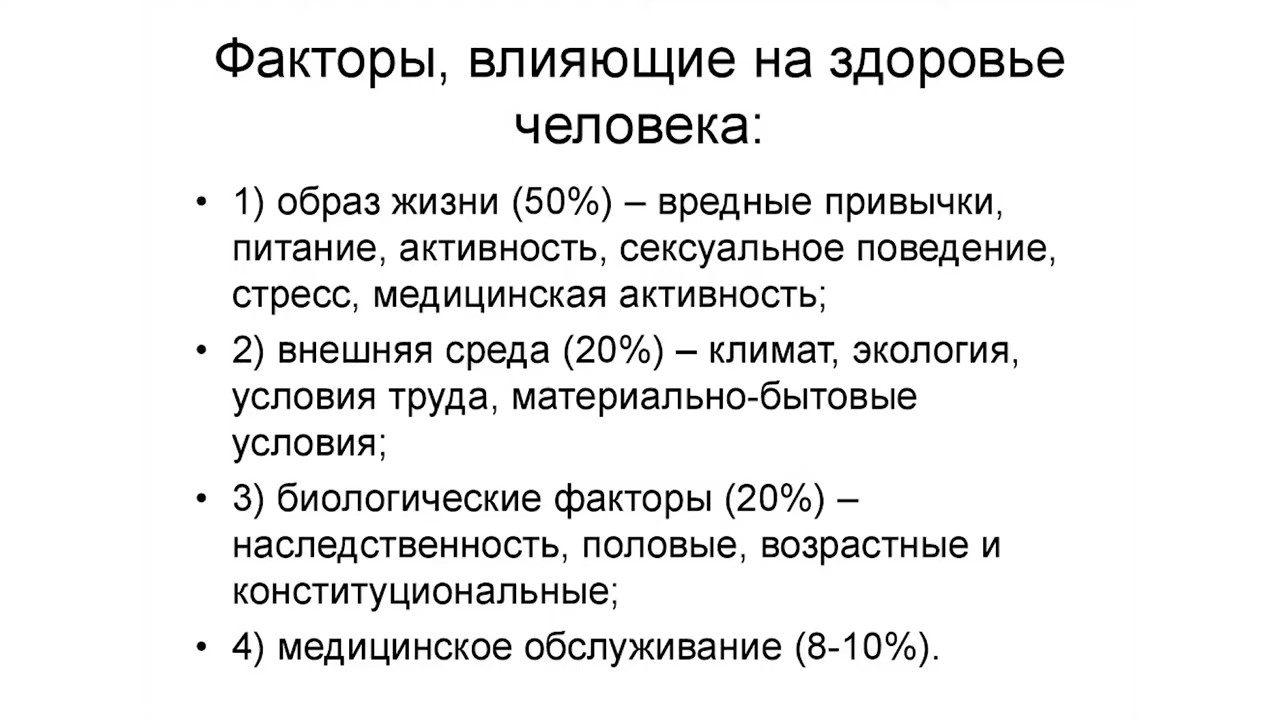 Факторы, влияющие на здоровье
человека:
• 1) образ жизни (50%) – вредные привычки,
питание, активность, сексуальное поведение,
стресс, медицинская активность;
• 2) внешняя среда (20%) – климат, экология,
условия труда, материально-бытовые
условия;
• 3) биологические факторы (20%) –
наследственность, половые, возрастные и
конституциональные;
• 4) медицинское обслуживание (8-10%).